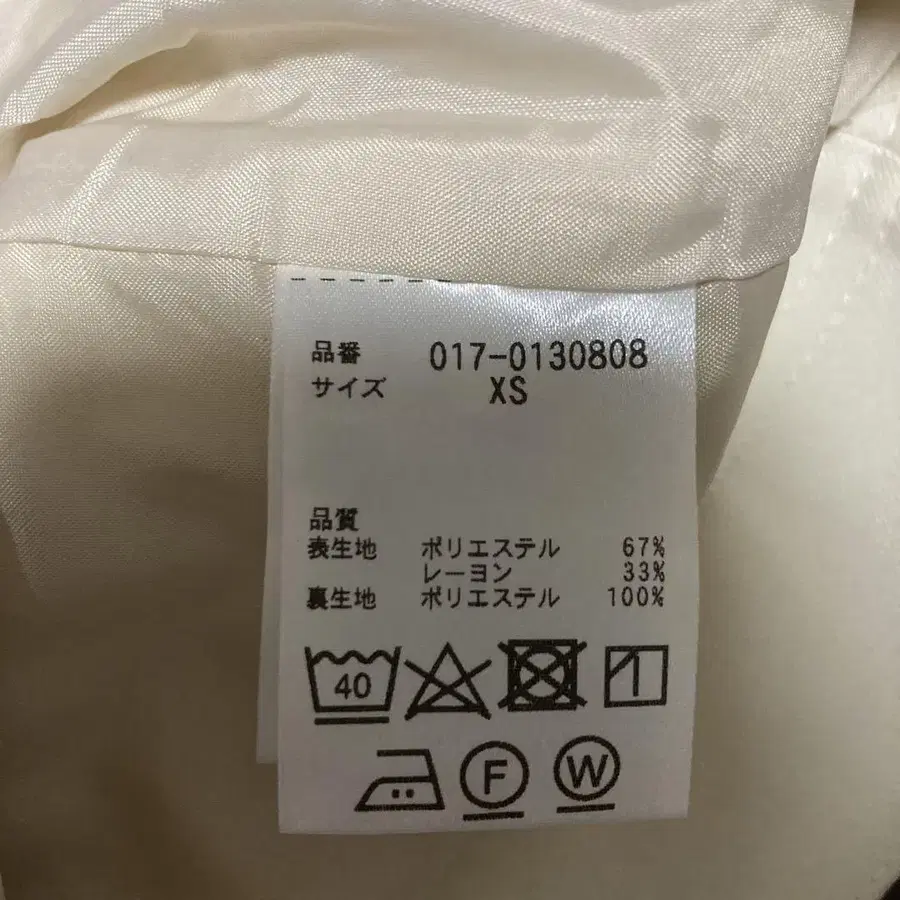 品番 017-0130808
サイズ XS
品質
表生地 ポリエステル 67%
レーヨン 33%
裏生地 ポリエステル 100%
40
F W